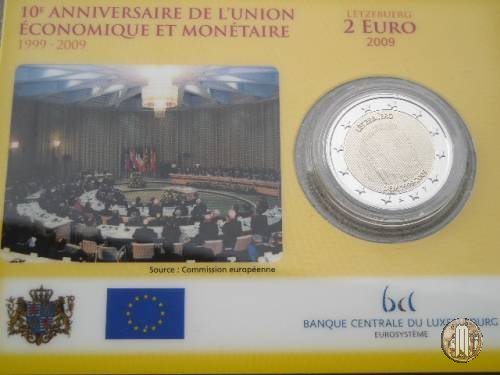 10E ANNIVERSAIRE DE L'UNION
ÉCONOMIQUE ET MONÉTAIRE
1999-2009
LËTZEBUERG
2 EURO
2009
LËTZEBUERG
Source : Commission européenne
bcl
BANQUE CENTRALE DU LUXEMBOURG
EUROSYSTÈME